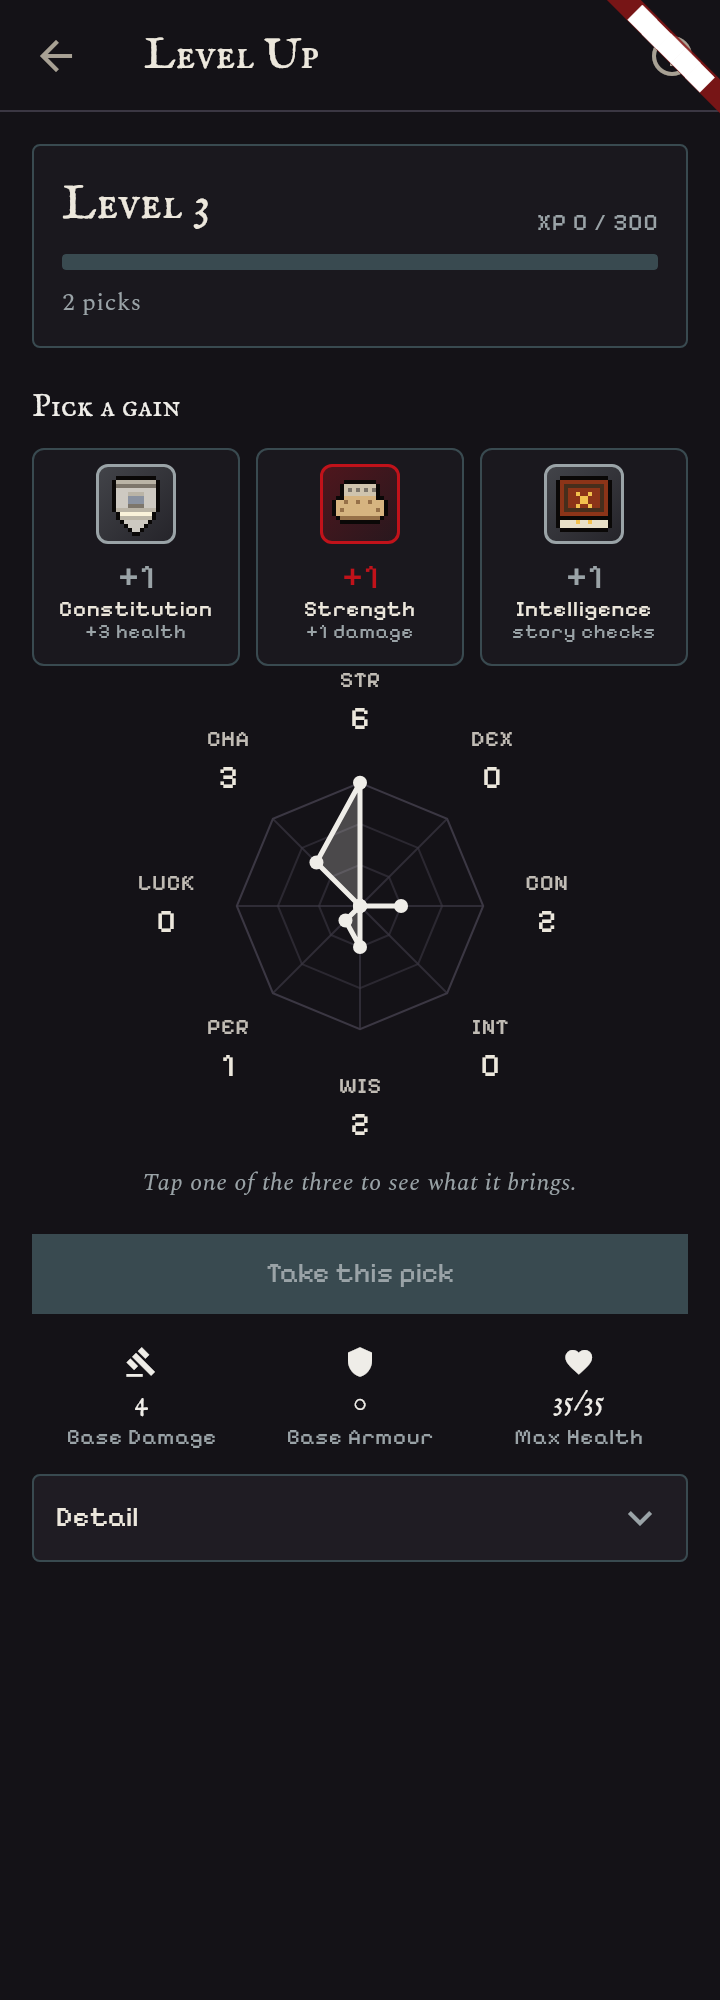 Level Up
Level 3
XP 0 / 300
2 picks
Pick a gain
+1
Constitution
+3 health
+1
Strength
+1 damage
+1
Intelligence
story checks
STR
6
CHA
3
DEX
0
LUCK
0
CON
2
PER
1
INT
0
WIS
2
Tap one of the three to see what it brings.
Take this pick
4
Base Damage
0
Base Armour
35/35
Max Health
Detail